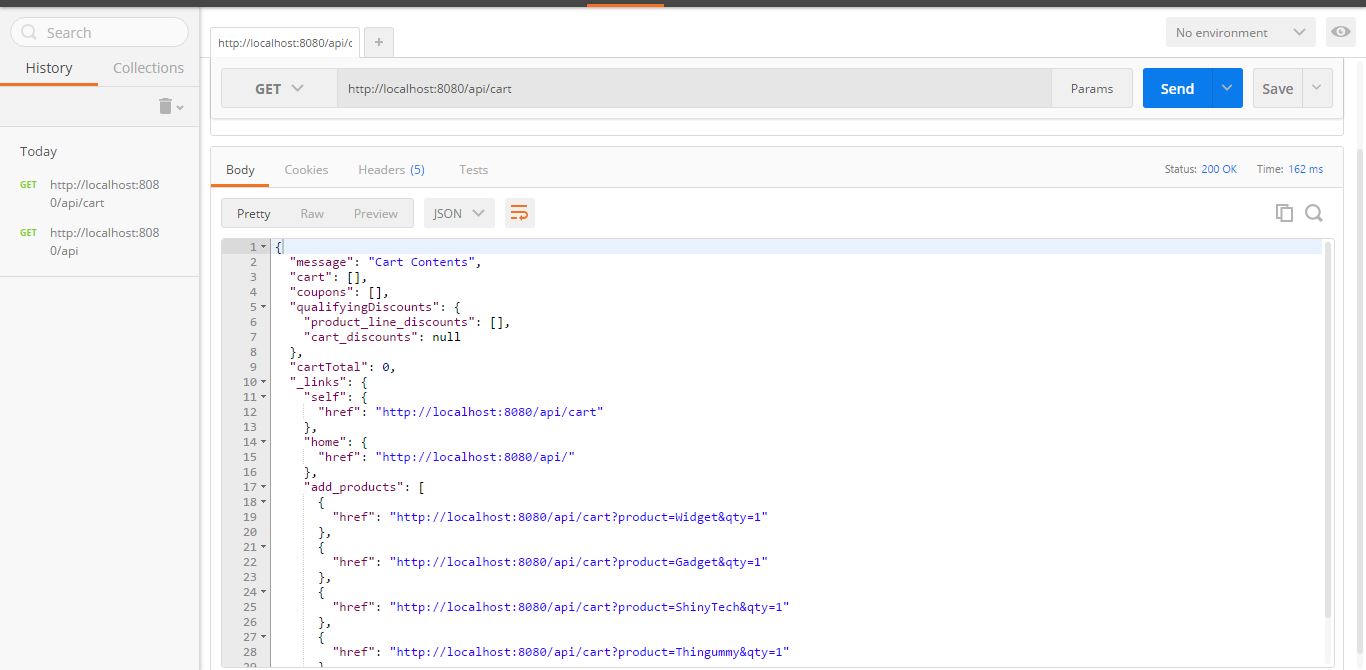 Search
History Collections
Today
GET http://localhost:808
0/api/cart
GET http://localhost:808
0/api
http://localhost:8080/api/c +
No environment
GET http://localhost:8080/api/cart Params Send Save
Body Cookies Headers (5) Tests Status: 200 OK Time: 162 ms
Pretty Raw Preview JSON
1 {
2 "message": "Cart Contents",
3 "cart": [],
4 "coupons": [],
5 "qualifyingDiscounts": {
6 "product_line_discounts": [],
7 "cart_discounts": null
8 },
9 "cartTotal": 0,
10 "_links": {
11 "self": {
12 "href": "http://localhost:8080/api/cart"
13 },
14 "home": {
15 "href": "http://localhost:8080/api/"
16 },
17 "add_products": [
18 {
19 "href": "http://localhost:8080/api/cart?product=Widget&qty=1"
20 },
21 {
22 "href": "http://localhost:8080/api/cart?product=Gadget&qty=1"
23 },
24 {
25 "href": "http://localhost:8080/api/cart?product=ShinyTech&qty=1"
26 },
27 {
28 "href": "http://localhost:8080/api/cart?product=Thingummy&qty=1"
29